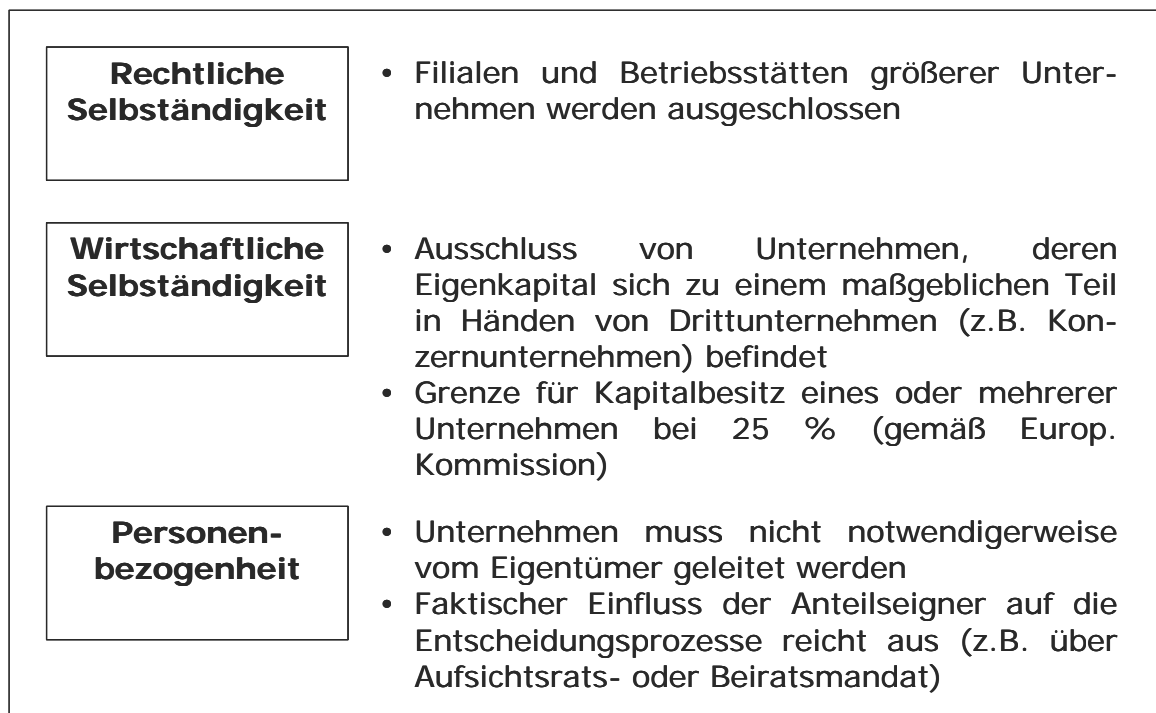 Rechtliche
Selbständigkeit
• Filialen und Betriebsstätten größerer Unter-
nehmen werden ausgeschlossen
Wirtschaftliche
Selbständigkeit
• Ausschluss von Unternehmen, deren
Eigenkapital sich zu einem maßgeblichen Teil
in Händen von Drittunternehmen (z.B. Kon-
zernunternehmen) befindet
• Grenze für Kapitalbesitz eines oder mehrerer
Unternehmen bei 25 % (gemäß Europ.
Kommission)
Personen-
bezogenheit
• Unternehmen muss nicht notwendigerweise
vom Eigentümer geleitet werden
• Faktischer Einfluss der Anteilseigner auf die
Entscheidungsprozesse reicht aus (z.B. über
Aufsichtsrats- oder Beiratsmandat)